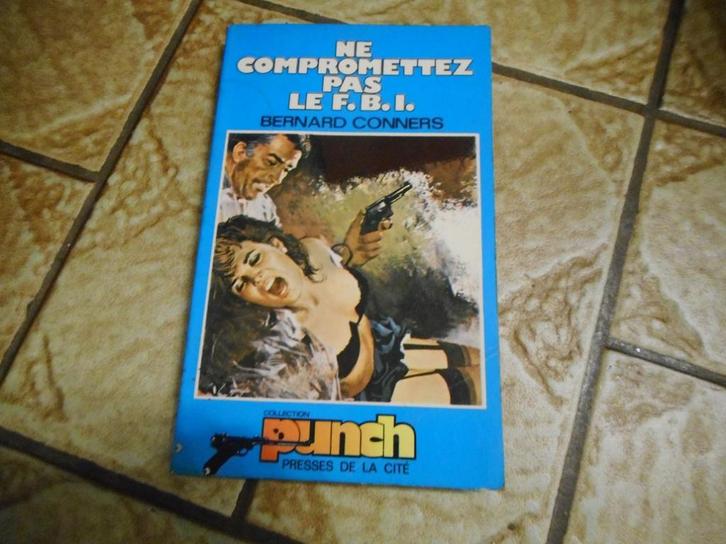 NE
COMPROMETTEZ
PAS
LE F.B.I.
BERNARD CONNERS
COLLECTION
punch
PRESSES DE LA CITÉ